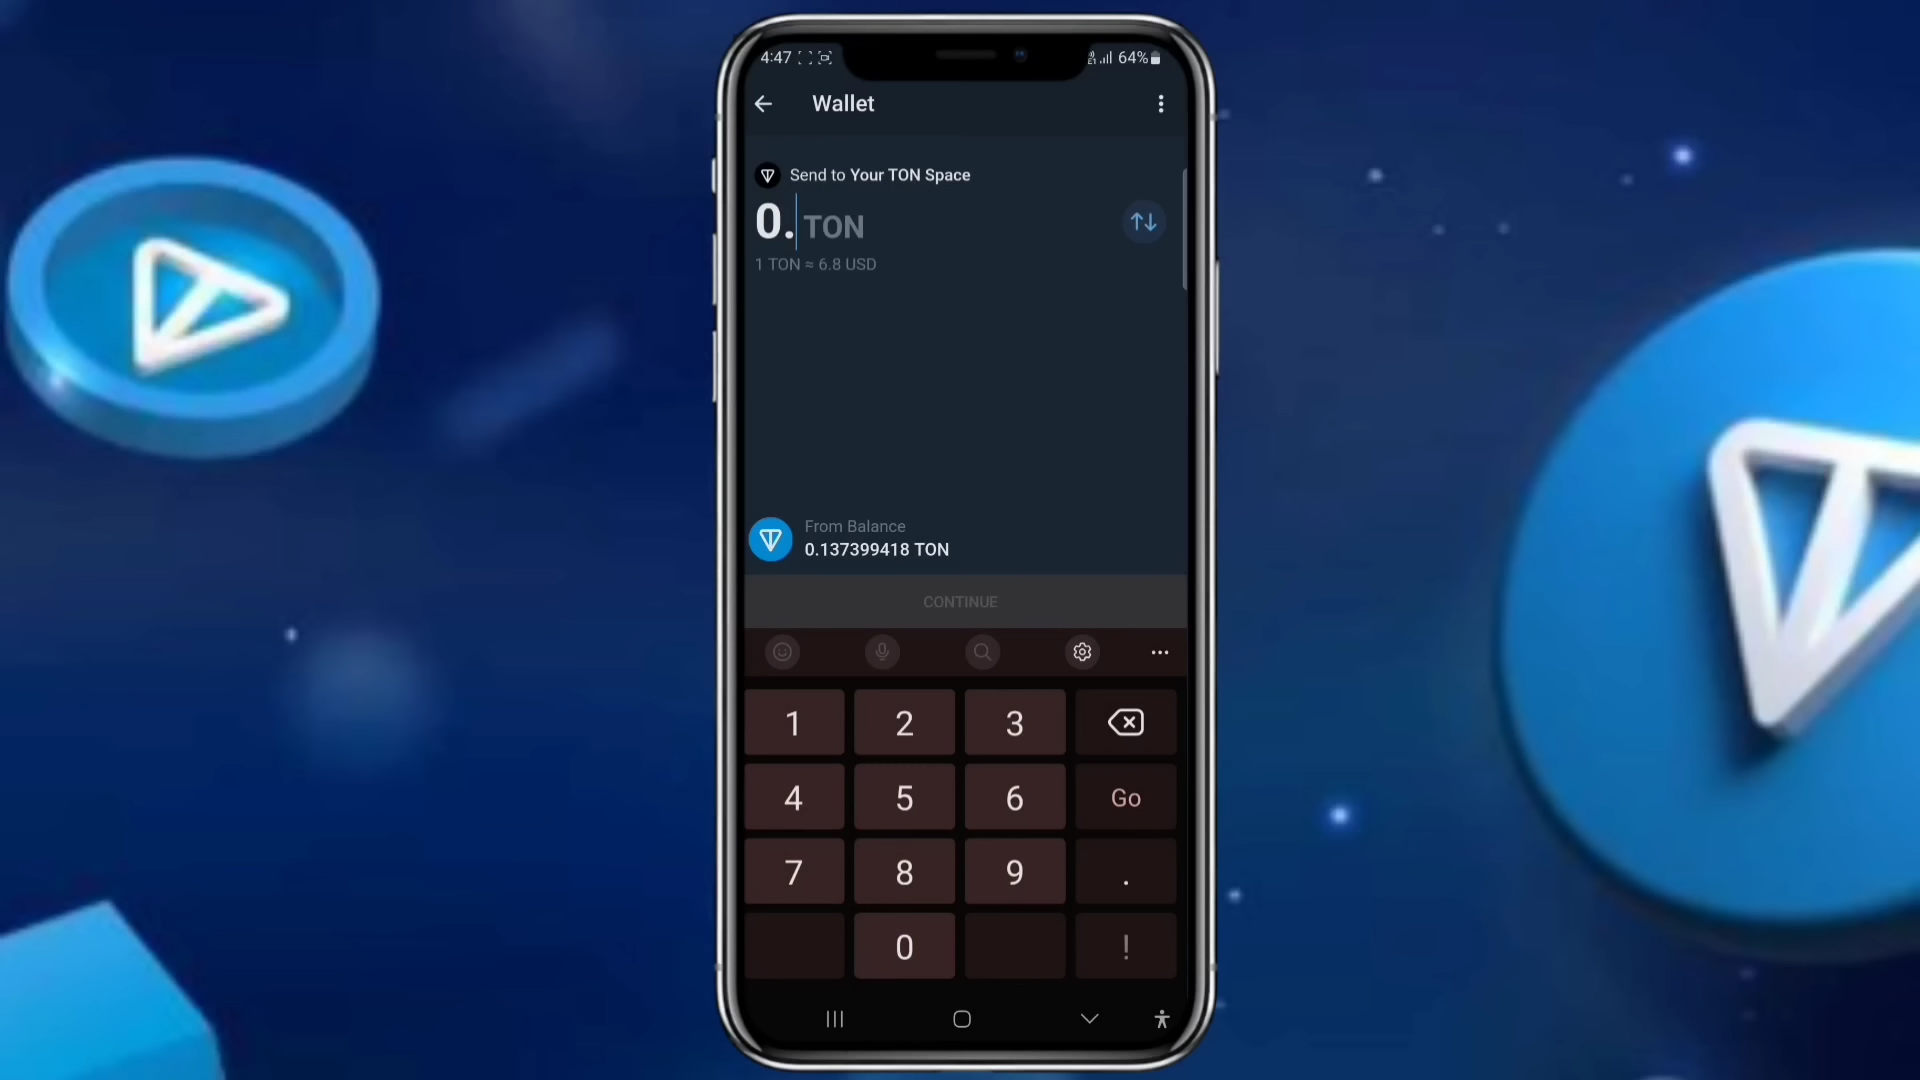 4:47
64%
Wallet
Send to Your TON Space
0. TON
1 TON ≈ 6.8 USD
From Balance
0.137399418 TON
CONTINUE
1 2 3
4 5 6 Go
7 8 9 .
0 !